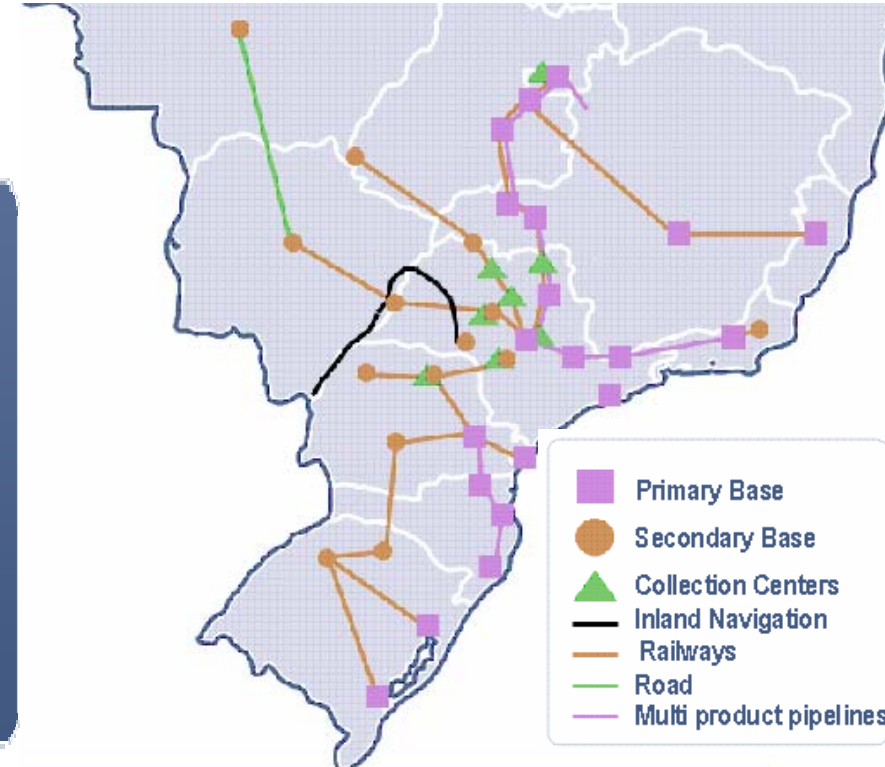 Primary Base
Secondary Base
Collection Centers
Inland Navigation
Railways
Road
Multi product pipelines